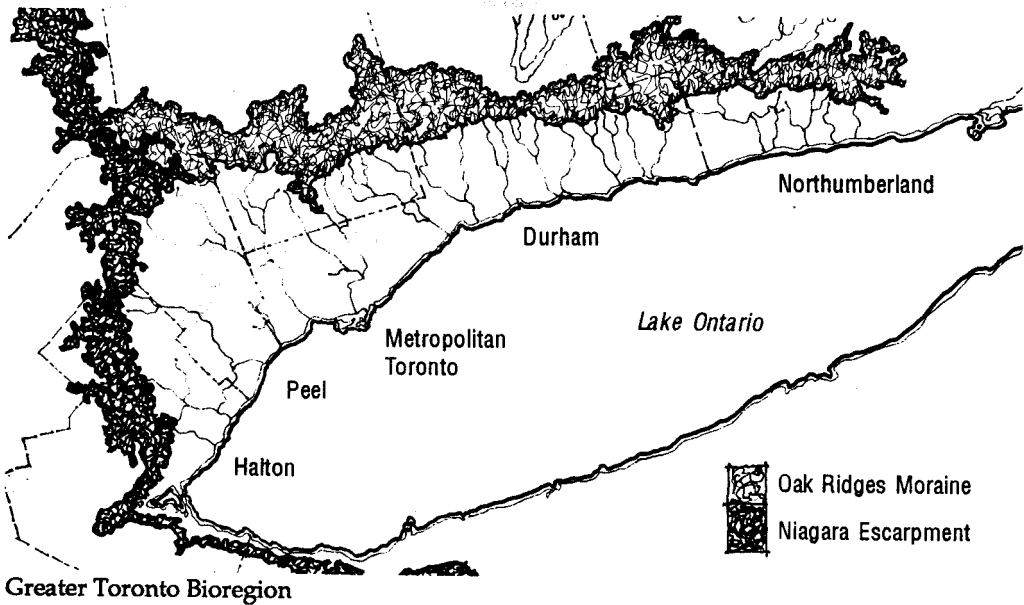 Northumberland
Durham
Lake Ontario
Metropolitan
Toronto
Peel
Halton
Oak Ridges Moraine
Niagara Escarpment
Greater Toronto Bioregion